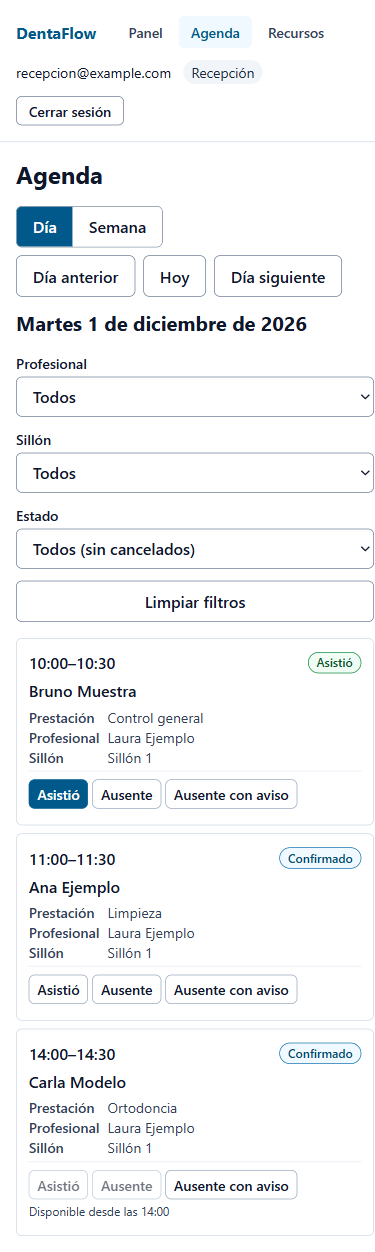 DentaFlow Panel Agenda Recursos
recepcion@example.com Recepción
Cerrar sesión
Agenda
Día Semana
Día anterior Hoy Día siguiente
Martes 1 de diciembre de 2026
Profesional
Todos
Sillón
Todos
Estado
Todos (sin cancelados)
Limpiar filtros
10:00–10:30 Asistió
Bruno Muestra
Prestación Control general
Profesional Laura Ejemplo
Sillón Sillón 1
Asistió Ausente Ausente con aviso
11:00–11:30 Confirmado
Ana Ejemplo
Prestación Limpieza
Profesional Laura Ejemplo
Sillón Sillón 1
Asistió Ausente Ausente con aviso
14:00–14:30 Confirmado
Carla Modelo
Prestación Ortodoncia
Profesional Laura Ejemplo
Sillón Sillón 1
Asistió Ausente Ausente con aviso
Disponible desde las 14:00